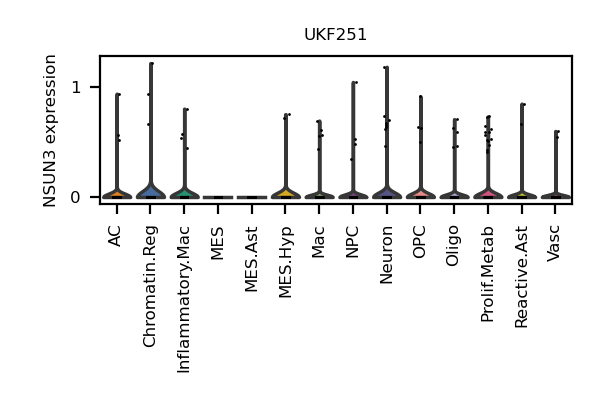 UKF251
NSUN3 expression
1
0
AC
Chromatin.Reg
Inflammatory.Mac
MES
MES.Ast
MES.Hyp
Mac
NPC
Neuron
OPC
Oligo
Prolif.Metab
Reactive.Ast
Vasc